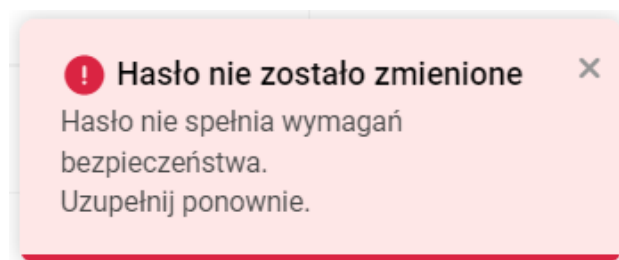 Hasło nie zostało zmienione
Hasło nie spełnia wymagań
bezpieczeństwa.
Uzupełnij ponownie.